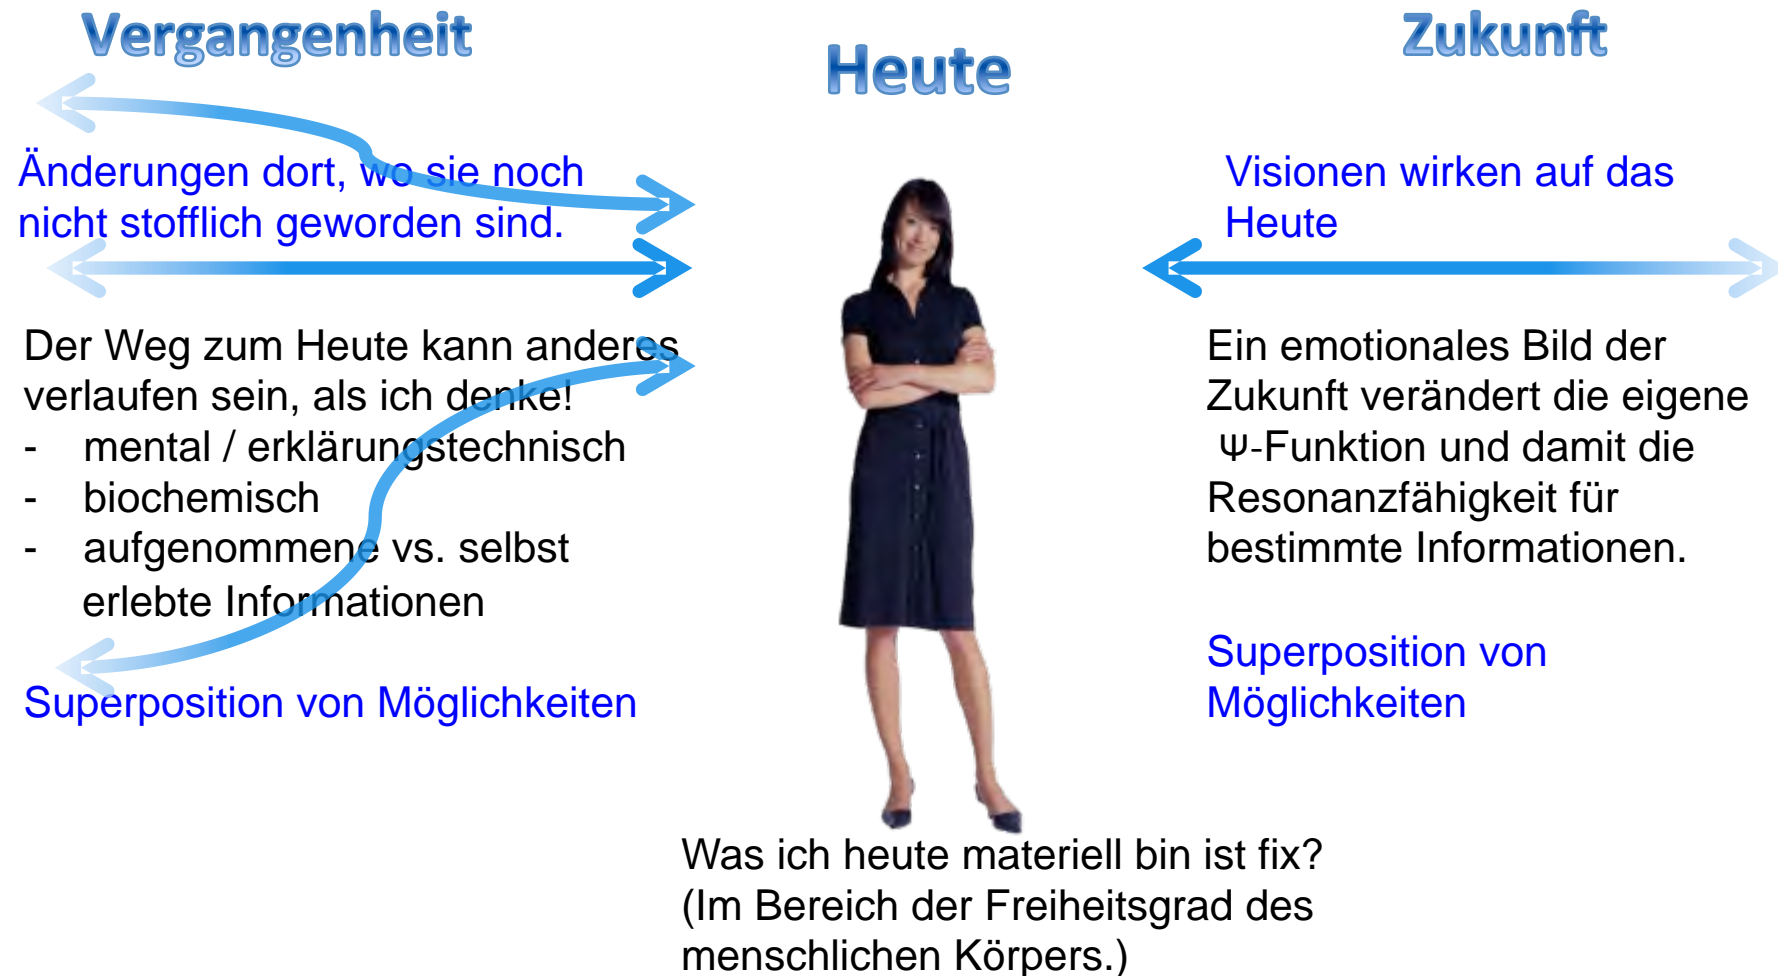 Vergangenheit
Heute
Zukunft
Änderungen dort, wo sie noch
nicht stofflich geworden sind.
Der Weg zum Heute kann anderes
verlaufen sein, als ich denke!
- mental / erklärungstechnisch
- biochemisch
- aufgenommene vs. selbst
erlebte Informationen
Superposition von Möglichkeiten
Visionen wirken auf das
Heute
Ein emotionales Bild der
Zukunft verändert die eigene
Ψ-Funktion und damit die
Resonanzfähigkeit für
bestimmte Informationen.
Superposition von
Möglichkeiten
Was ich heute materiell bin ist fix?
(Im Bereich der Freiheitsgrad des
menschlichen Körpers.)